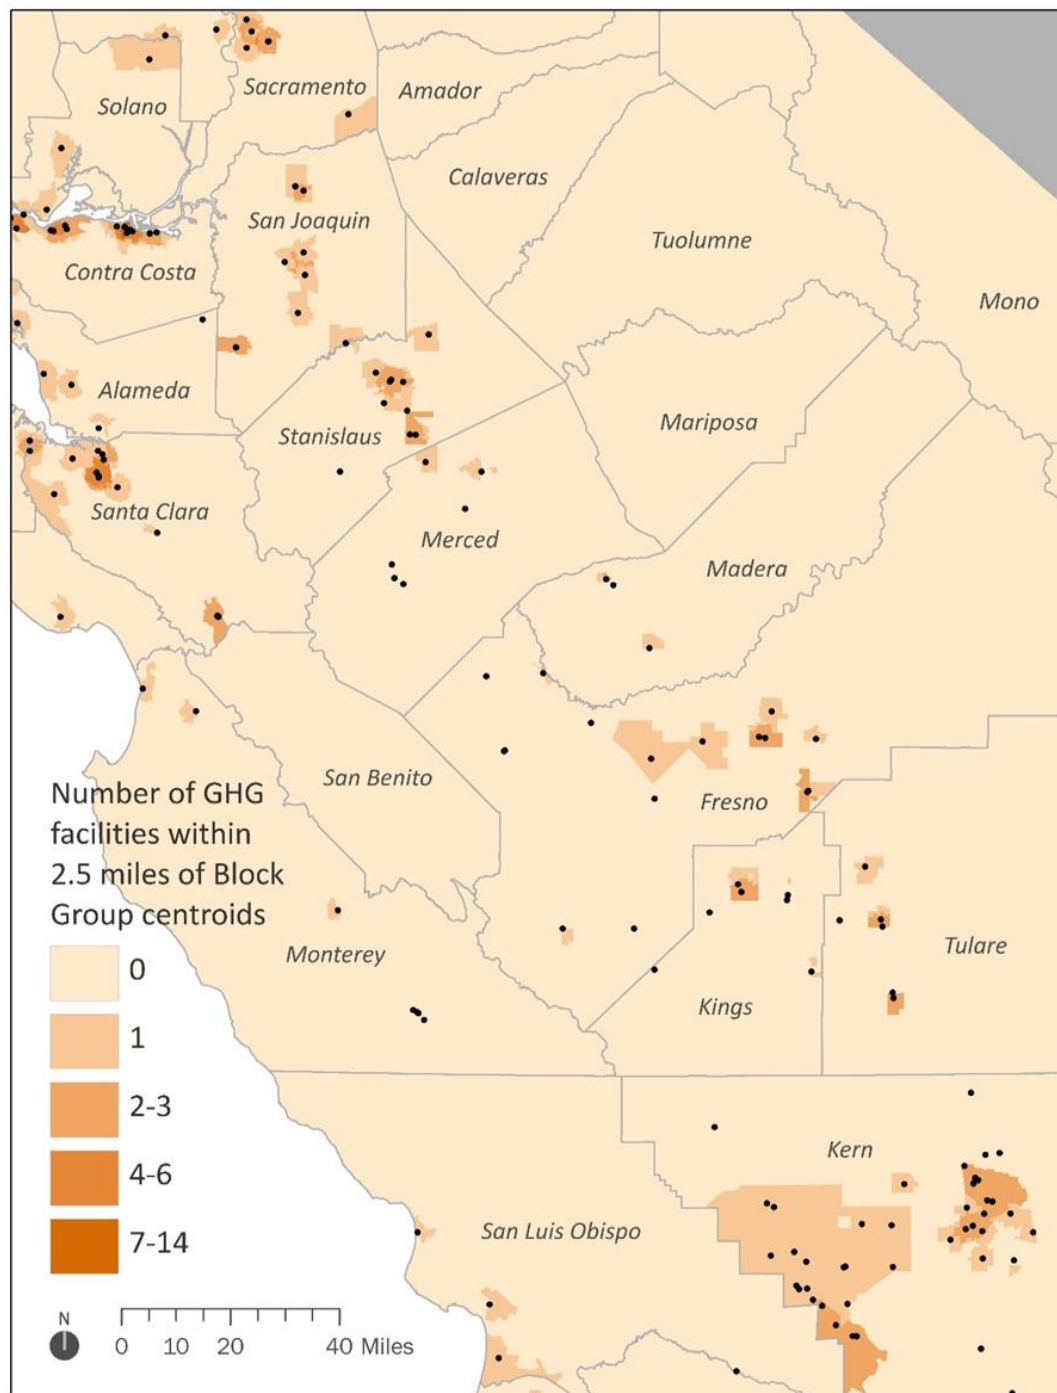 Sacramento
Amador
Solano
Calaveras
San Joaquin
Tuolumne
Contra Costa
Mono
Alameda
Mariposa
Stanislaus
Santa Clara
Merced
Madera
San Benito
Number of GHG
facilities within
2.5 miles of Block
Group centroids
Fresno
Monterey
Tulare
Kings
0
1
2-3
4-6
7-14
Kern
San Luis Obispo
N
0 10 20 40 Miles